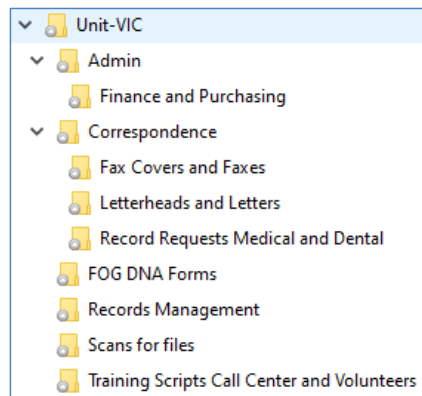 Unit-VIC
Admin
Finance and Purchasing
Correspondence
Fax Covers and Faxes
Letterheads and Letters
Record Requests Medical and Dental
FOG DNA Forms
Records Management
Scans for files
Training Scripts Call Center and Volunteers